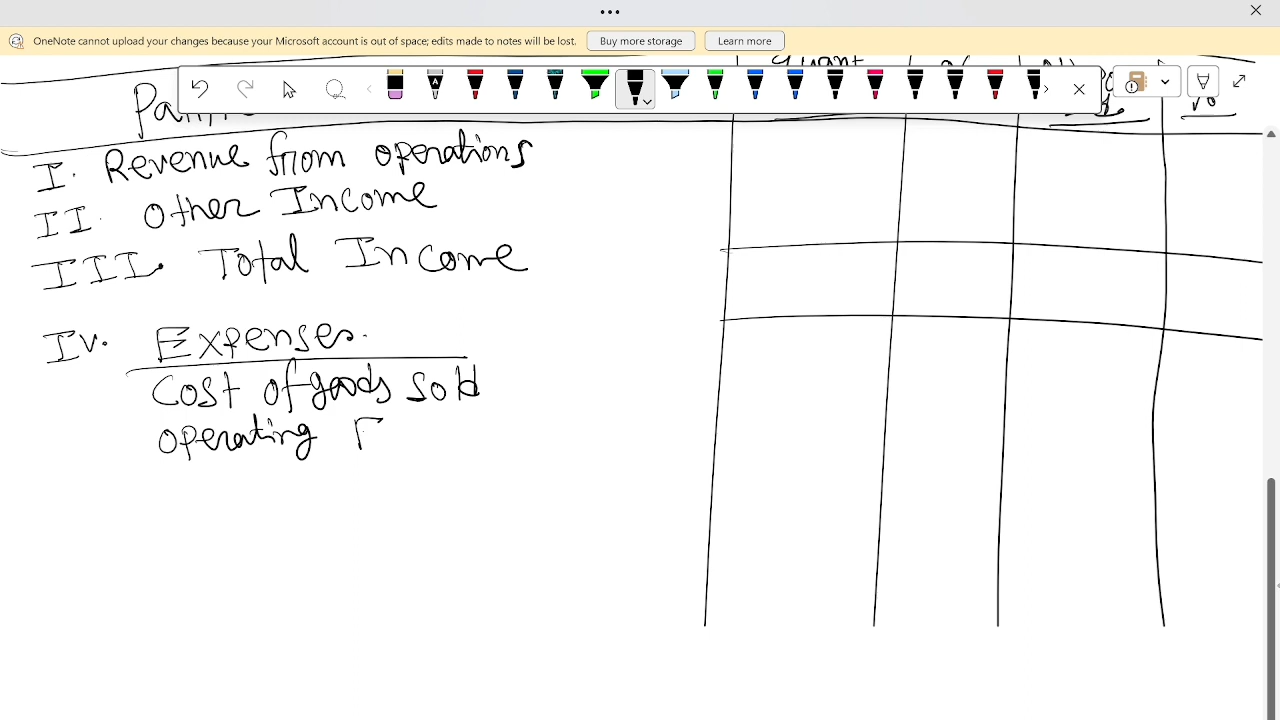 OneNote cannot upload your changes because your Microsoft account is out of space; edits made to notes will be lost. Buy more storage Learn more
I. Revenue from operations
II. Other Income
III. Total Income
IV. Expenses.
Cost of goods sold
operating